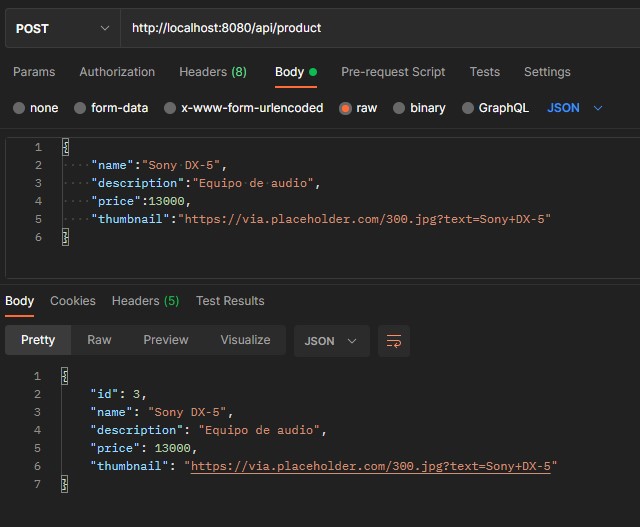 POST http://localhost:8080/api/product
Params Authorization Headers (8) Body Pre-request Script Tests Settings
none form-data x-www-form-urlencoded raw binary GraphQL JSON
1 {
2 "name":"Sony DX-5",
3 "description":"Equipo de audio",
4 "price":13000,
5 "thumbnail":"https://via.placeholder.com/300.jpg?text=Sony+DX-5"
6 }
Body Cookies Headers (5) Test Results
Pretty Raw Preview Visualize JSON
1 {
2 "id": 3,
3 "name": "Sony DX-5",
4 "description": "Equipo de audio",
5 "price": 13000,
6 "thumbnail": "https://via.placeholder.com/300.jpg?text=Sony+DX-5"
7 }